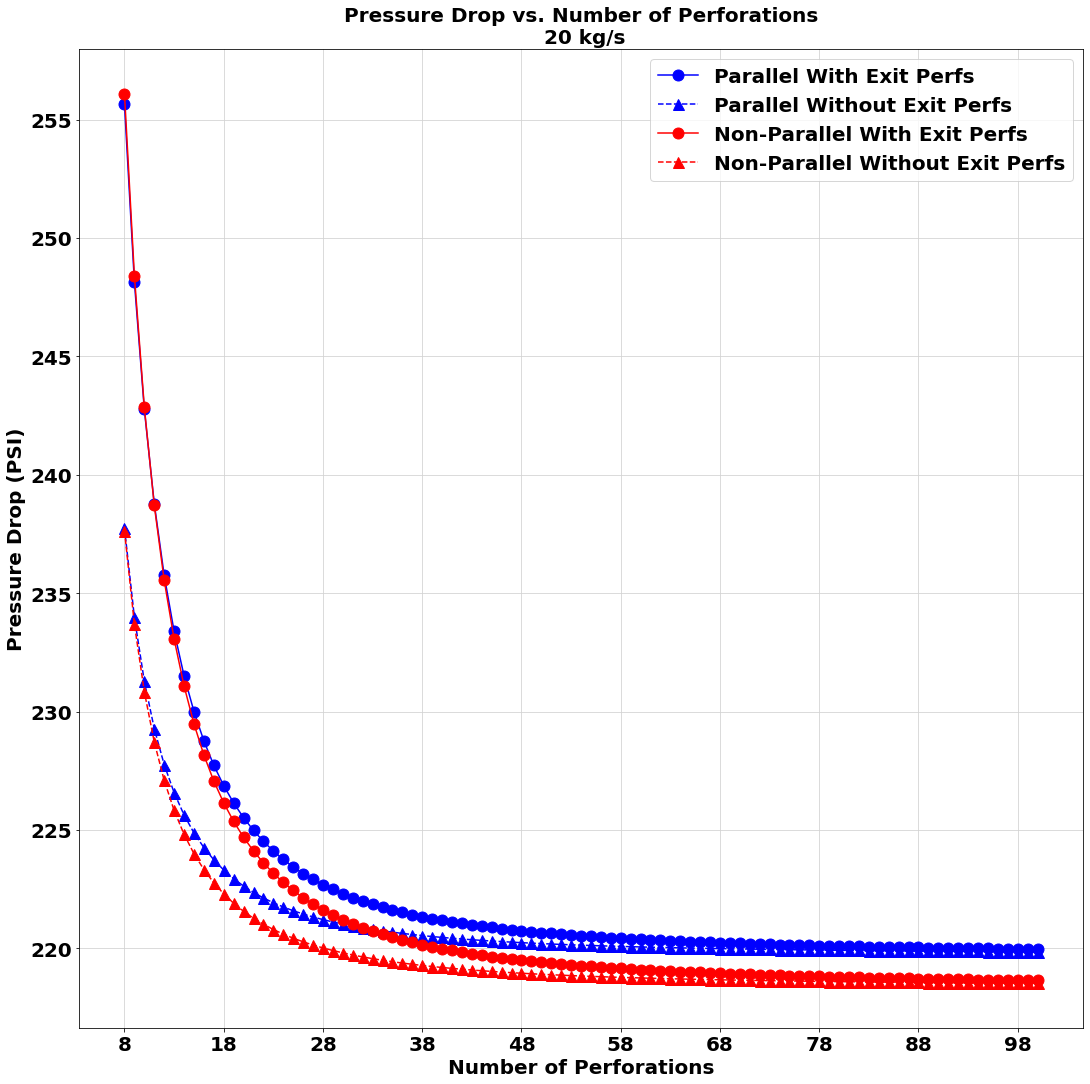 Pressure Drop vs. Number of Perforations
20 kg/s
Parallel With Exit Perfs
Parallel Without Exit Perfs
Non-Parallel With Exit Perfs
Non-Parallel Without Exit Perfs
Pressure Drop (PSI)
255
250
245
240
235
230
225
220
8 18 28 38 48 58 68 78 88 98
Number of Perforations